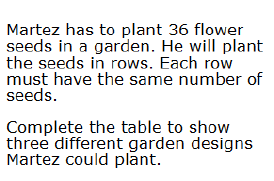 Martez has to plant 36 flower
seeds in a garden. He will plant
the seeds in rows. Each row
must have the same number of
seeds.

Complete the table to show
three different garden designs
Martez could plant.